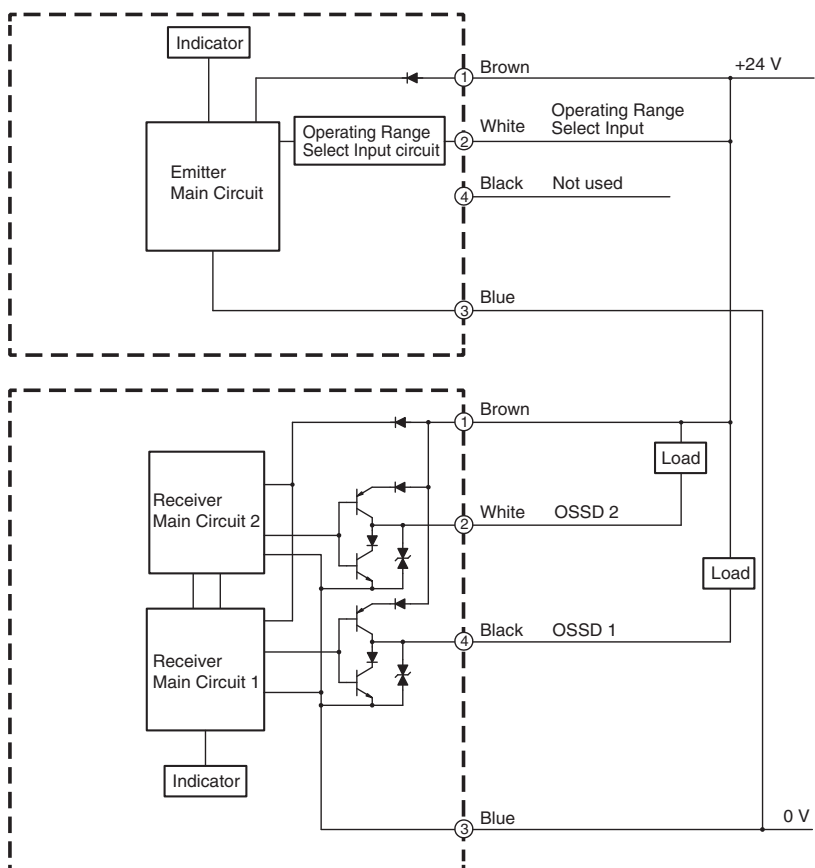 Indicator
① Brown
+24 V
Operating Range
Select Input circuit
② White
Operating Range
Select Input
Emitter
Main Circuit
④ Black
Not used
③ Blue
① Brown
Load
Receiver
Main Circuit 2
② White
OSSD 2
Load
④ Black
OSSD 1
Receiver
Main Circuit 1
Indicator
③ Blue
0 V